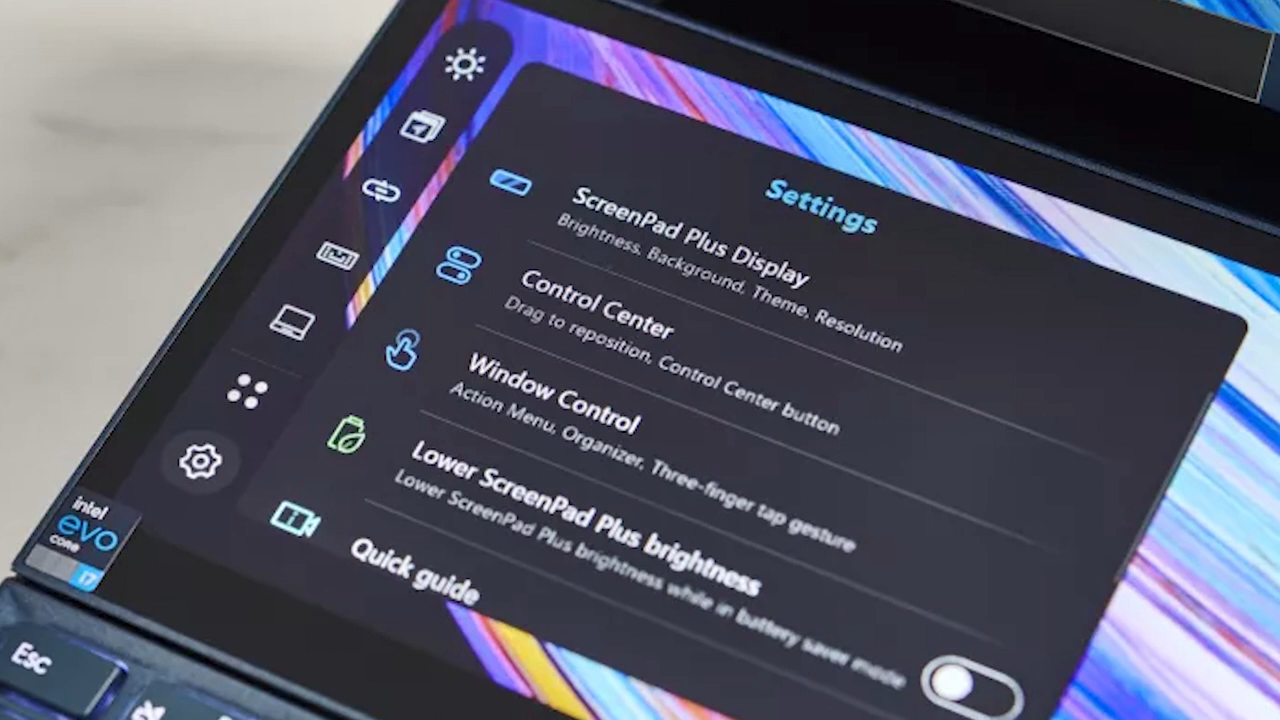 Settings
ScreenPad Plus Display
Brightness, Background, Theme, Resolution
Control Center
Drag to reposition, Control Center button
Window Control
Action Menu, Organizer, Three-finger tap gesture
Lower ScreenPad Plus brightness
Lower ScreenPad Plus brightness while in battery saver mode
Quick guide
intel
evo
CORE
i7
Esc